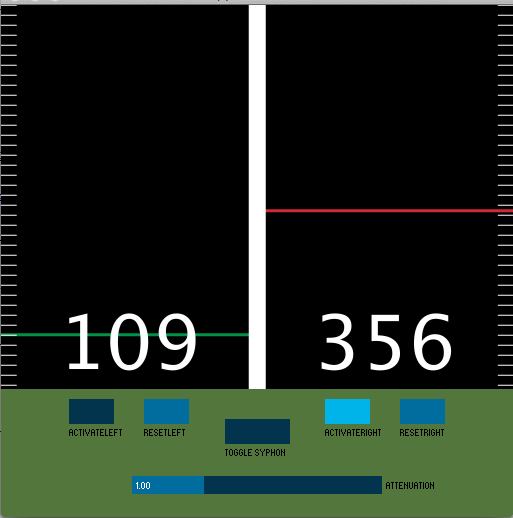 109 356
ACTIVATELEFT RESETLEFT ACTIVATERIGHT RESETRIGHT
TOGGLE SYPHON
1.00 ATTENUATION